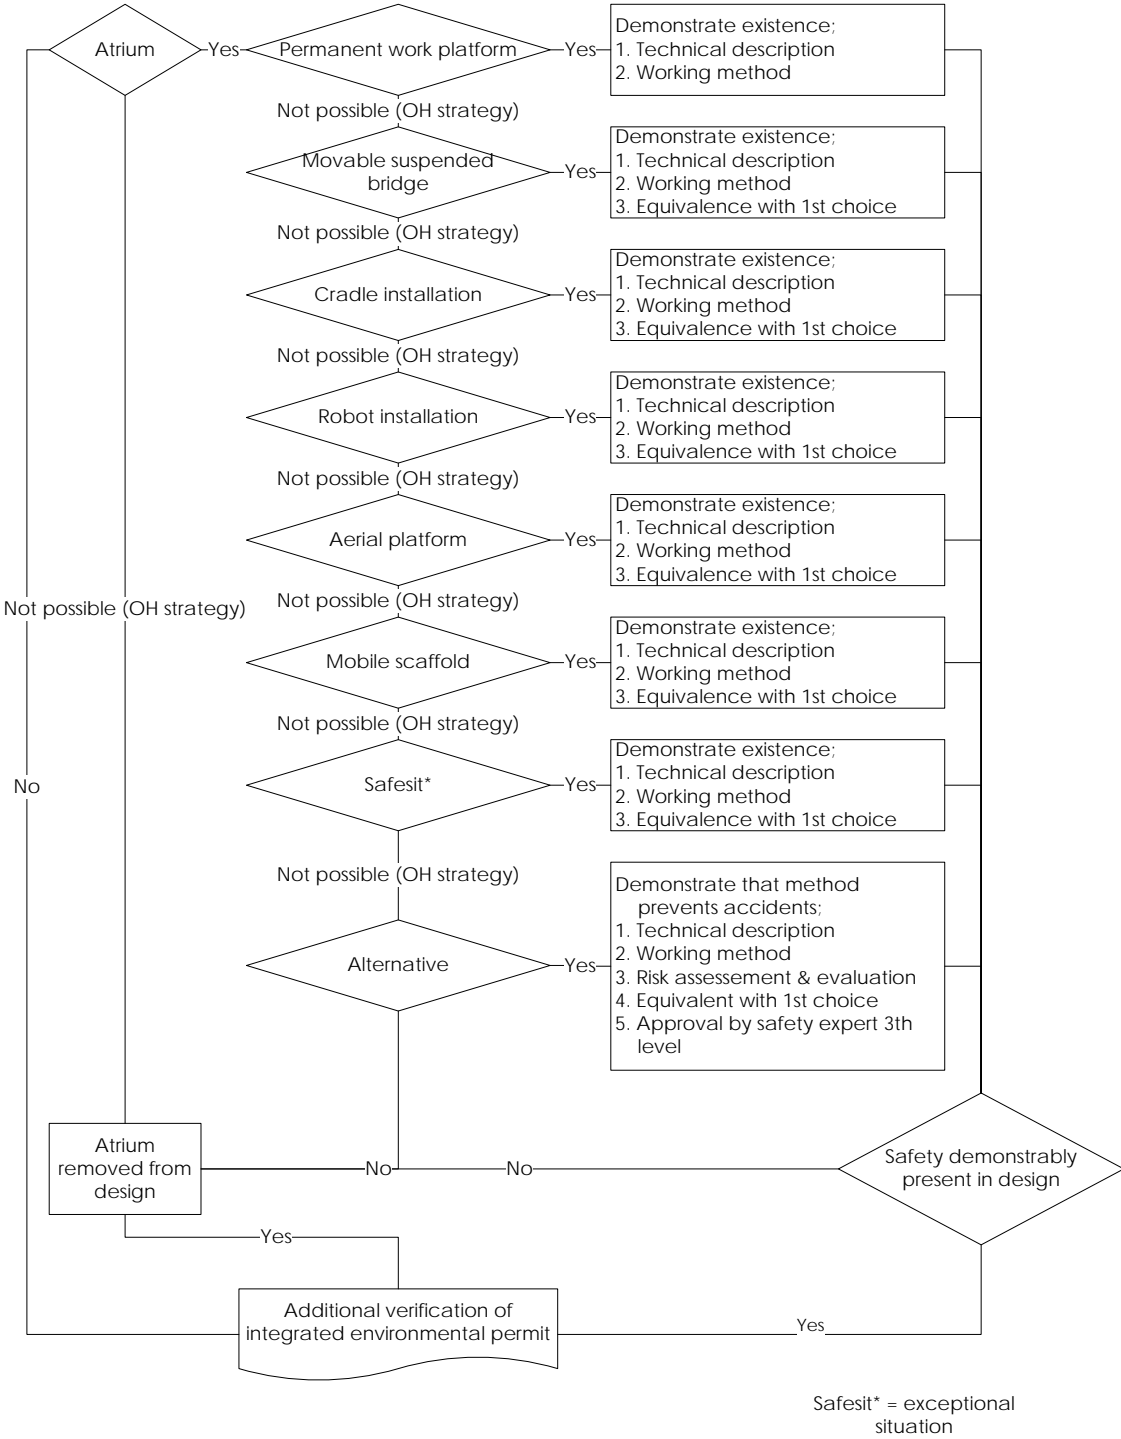 Atrium
Yes
Permanent work platform
Yes
Demonstrate existence;
1. Technical description
2. Working method
Not possible (OH strategy)
Movable suspended
bridge
Yes
Demonstrate existence;
1. Technical description
2. Working method
3. Equivalence with 1st choice
Not possible (OH strategy)
Cradle installation
Yes
Demonstrate existence;
1. Technical description
2. Working method
3. Equivalence with 1st choice
Not possible (OH strategy)
Robot installation
Yes
Demonstrate existence;
1. Technical description
2. Working method
3. Equivalence with 1st choice
Not possible (OH strategy)
Aerial platform
Yes
Demonstrate existence;
1. Technical description
2. Working method
3. Equivalence with 1st choice
Not possible (OH strategy)
Not possible (OH strategy)
Mobile scaffold
Yes
Demonstrate existence;
1. Technical description
2. Working method
3. Equivalence with 1st choice
Not possible (OH strategy)
No
Safesit*
Yes
Demonstrate existence;
1. Technical description
2. Working method
3. Equivalence with 1st choice
Not possible (OH strategy)
Alternative
Yes
Demonstrate that method
prevents accidents;
1. Technical description
2. Working method
3. Risk assessement & evaluation
4. Equivalent with 1st choice
5. Approval by safety expert 3th
level
Atrium
removed from
design
No
No
Safety demonstrably
present in design
Yes
Additional verification of
integrated environmental permit
Yes
Safesit* = exceptional
situation